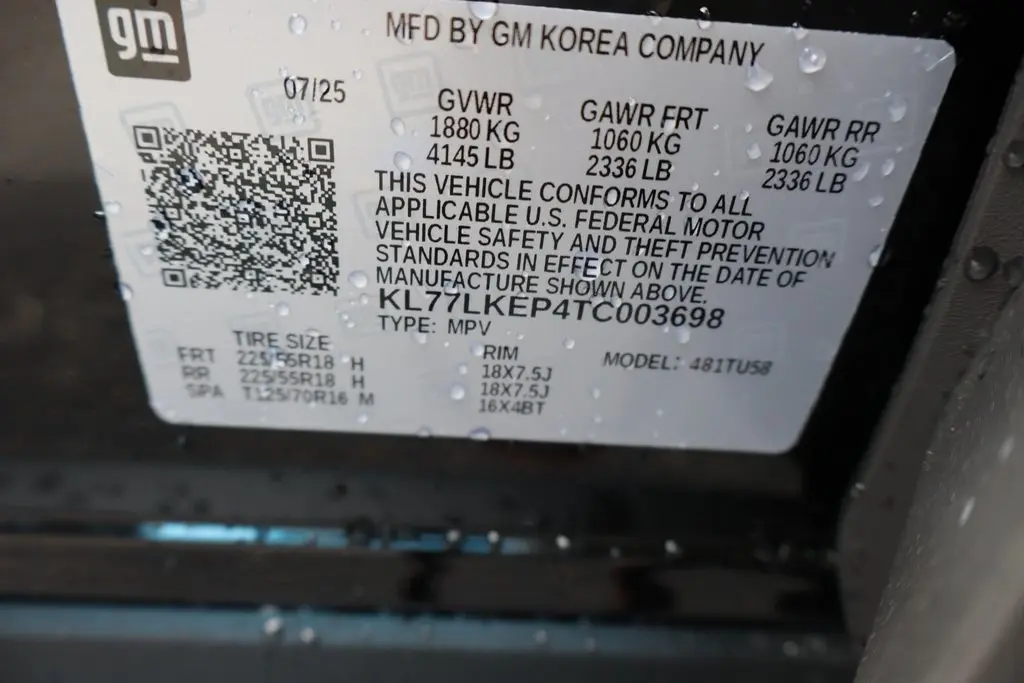 gm
MFD BY GM KOREA COMPANY
07/25
GVWR GAWR FRT GAWR RR
1880 KG 1060 KG 1060 KG
4145 LB 2336 LB 2336 LB
THIS VEHICLE CONFORMS TO ALL
APPLICABLE U.S. FEDERAL MOTOR
VEHICLE SAFETY AND THEFT PREVENTION
STANDARDS IN EFFECT ON THE DATE OF
MANUFACTURE SHOWN ABOVE.
KL77LKEP4TC003698
TYPE: MPV
TIRE SIZE RIM MODEL: 481TU58
FRT 225/55R18 H 18X7.5J
RR 225/55R18 H 18X7.5J
SPA T125/70R16 M 16X4BT